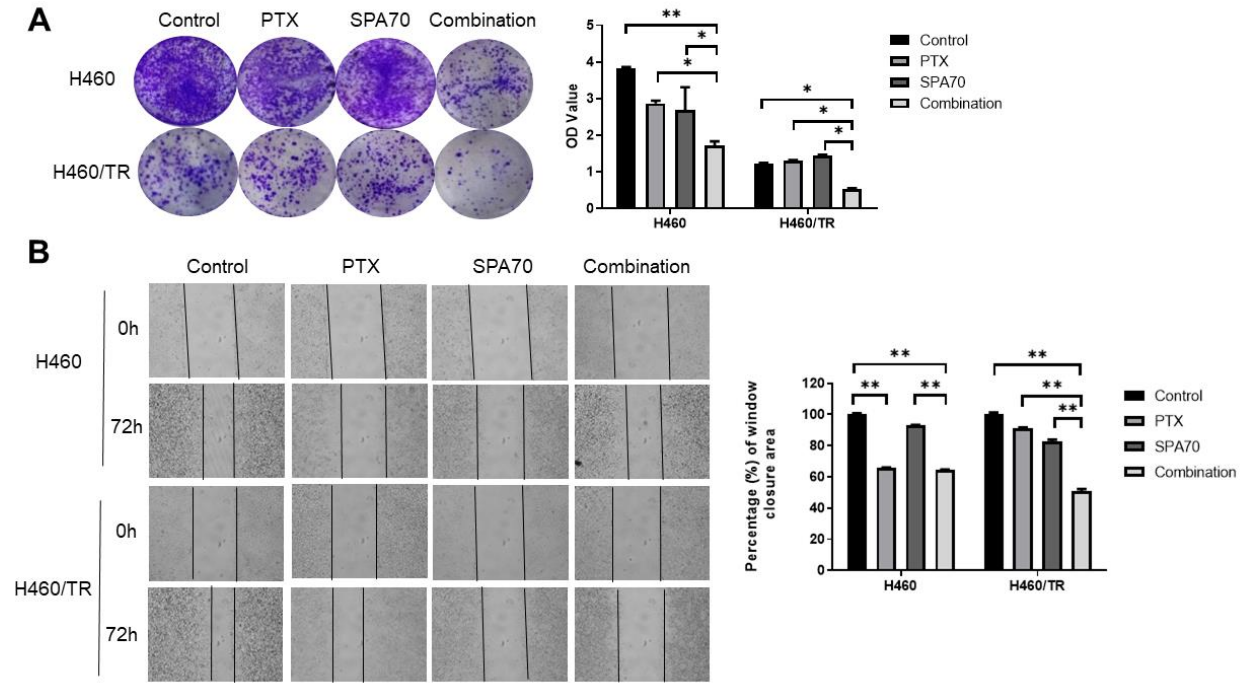 A
Control PTX SPA70 Combination
H460
H460/TR
OD Value
5
4
3
2
1
0
** 
*
*
*
*
*
H460 H460/TR
Control
PTX
SPA70
Combination
B
Control PTX SPA70 Combination
H460
0h
72h
H460/TR
0h
72h
Percentage (%) of window
closure area
120
100
80
60
40
20
0
**
** **
**
**
**
H460 H460/TR
Control
PTX
SPA70
Combination